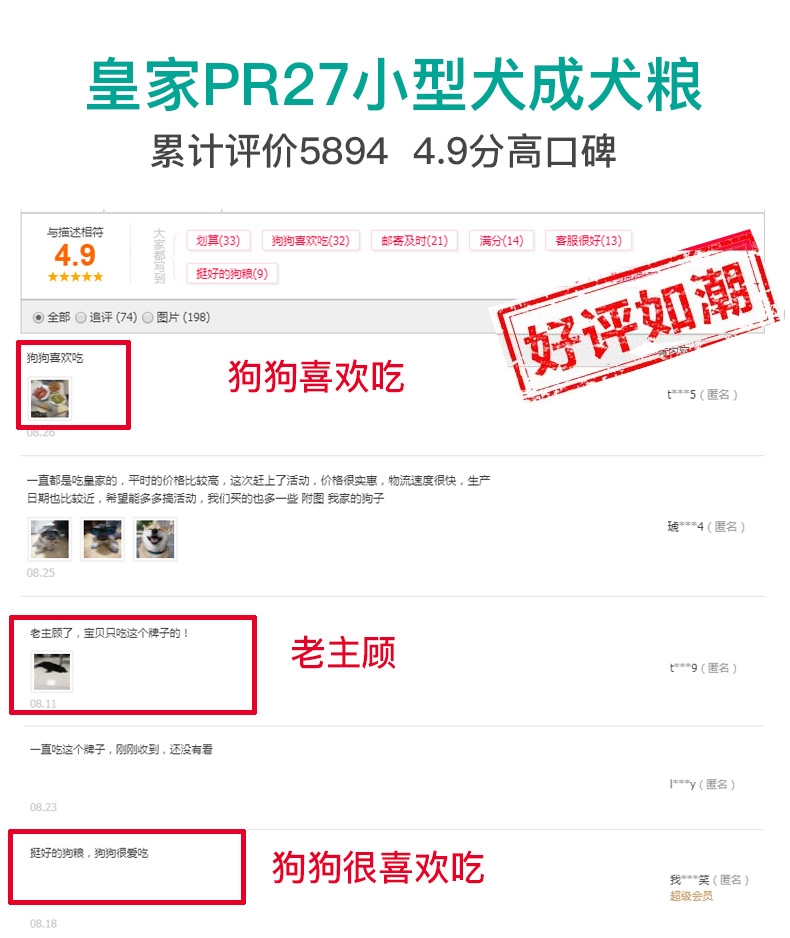 皇家PR27小型犬成犬粮
累计评价5894 4.9分高口碑
与描述相符
4.9
大家都写到
划算(33) 狗狗喜欢吃(32) 邮寄及时(21) 满分(14) 客服很好(13)
挺好的狗粮(9)
好评如潮
全部 追评 (74) 图片 (198)
狗狗喜欢吃
狗狗喜欢吃
t***5 ( 匿名 )
08.26
一直都是吃皇家的，平时的价格比较高，这次赶上了活动，价格很实惠，物流速度很快，生产
日期也比较近，希望能多多搞活动，我们买的也多一些 附图 我家的狗子
琥***4 ( 匿名 )
08.25
老主顾了，宝贝只吃这个牌子的！
老主顾
t***9 ( 匿名 )
08.11
一直吃这个牌子，刚刚收到，还没有看
l***y ( 匿名 )
08.23
挺好的狗粮，狗狗很爱吃
狗狗很喜欢吃
我***笑 ( 匿名 )
超级会员
08.18